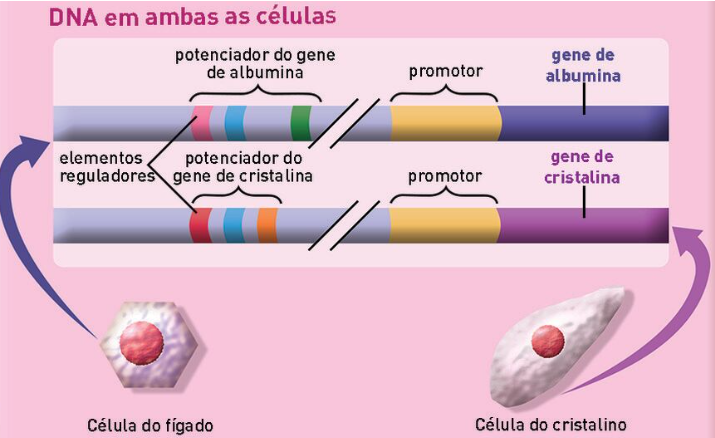 DNA em ambas as células
potenciador do gene
de albumina
promotor
gene de
albumina
elementos
reguladores
potenciador do
gene de cristalina
promotor
gene de
cristalina
Célula do fígado
Célula do cristalino